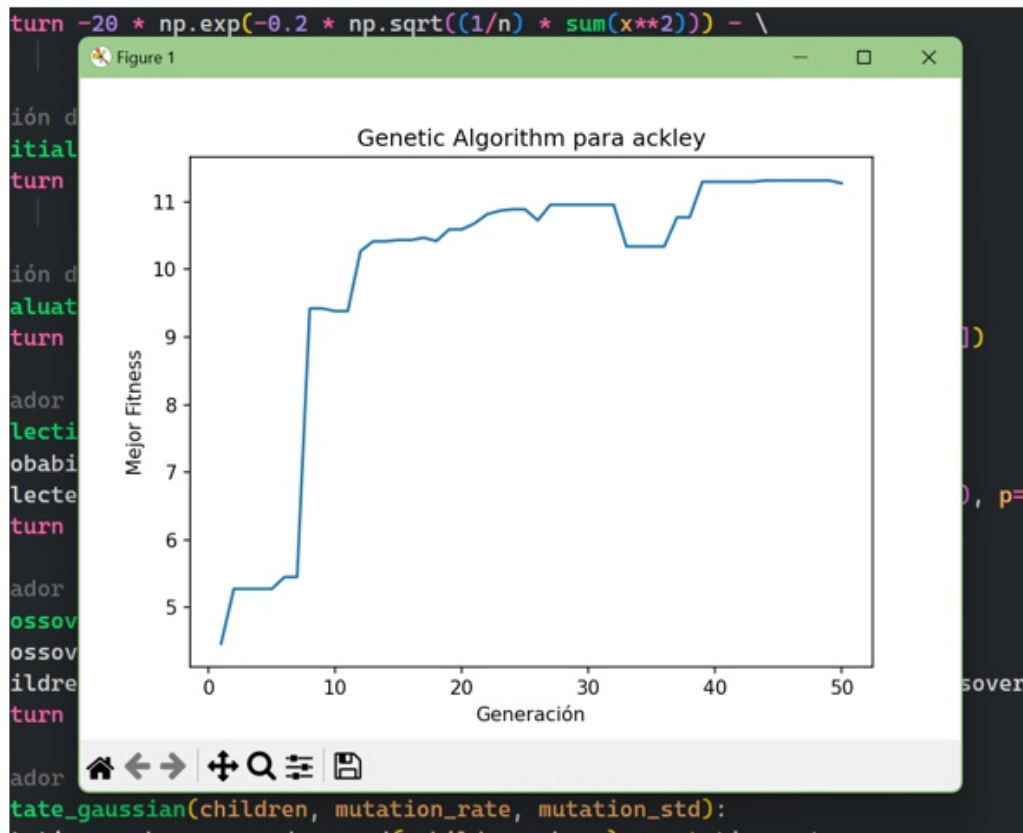 turn -20 * np.exp(-0.2 * np.sqrt((1/n) * sum(x**2))) - \
Figure 1
ión d
itial
turn
ión d
aluat
turn
])
ador
lecti
obabi
lecte
), p=
turn
ador
ossov
ossov
ildre
sover
turn
ador
Genetic Algorithm para ackley
11
10
9
8
7
6
5
Mejor Fitness
0 10 20 30 40 50
Generación
tate_gaussian(children, mutation_rate, mutation_std):